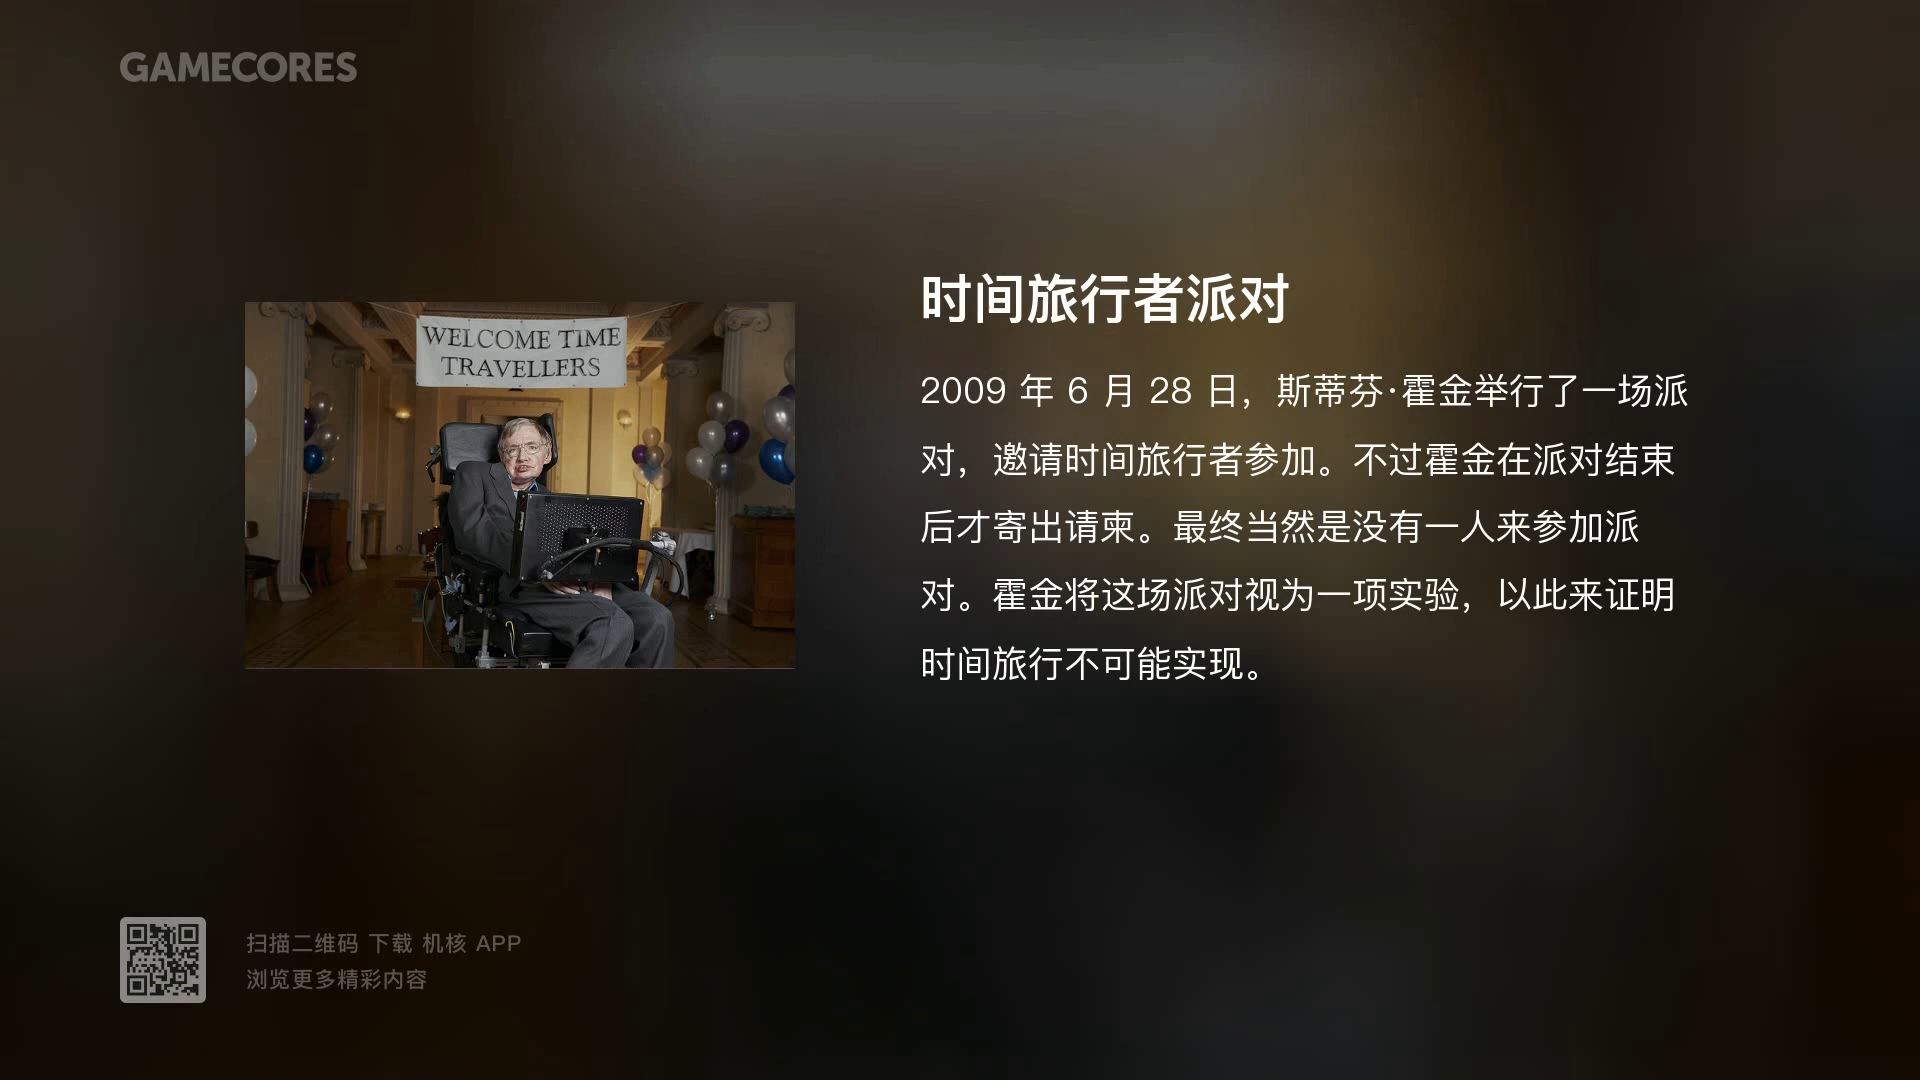 GAMECORES
WELCOME TIME
TRAVELLERS
时间旅行者派对
2009 年 6 月 28 日，斯蒂芬·霍金举行了一场派
对，邀请时间旅行者参加。不过霍金在派对结束
后才寄出请柬。最终当然是没有一人来参加派
对。霍金将这场派对视为一项实验，以此来证明
时间旅行不可能实现。
扫描二维码 下载 机核 APP
浏览更多精彩内容